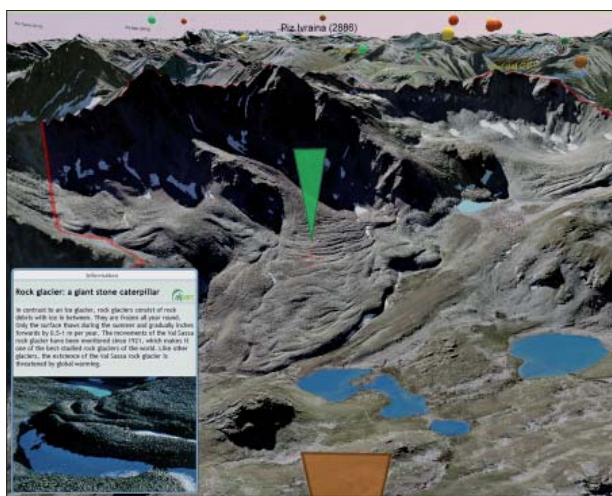 Piz Ivraina (2886)
Information
Rock glacier: a giant stone caterpillar
In contrast to an ice glacier, rock glaciers consist of rock
debris with ice in between. They are frozen all year round.
Only the surface thaws during the summer and gradually inches
forwards by 0.5-1 m per year. The movements of the Val Sassa
rock glacier have been monitored since 1921, which makes it
one of the best-studied rock glaciers of the world. Like other
glaciers, the existence of the Val Sassa rock glacier is
threatened by global warming.